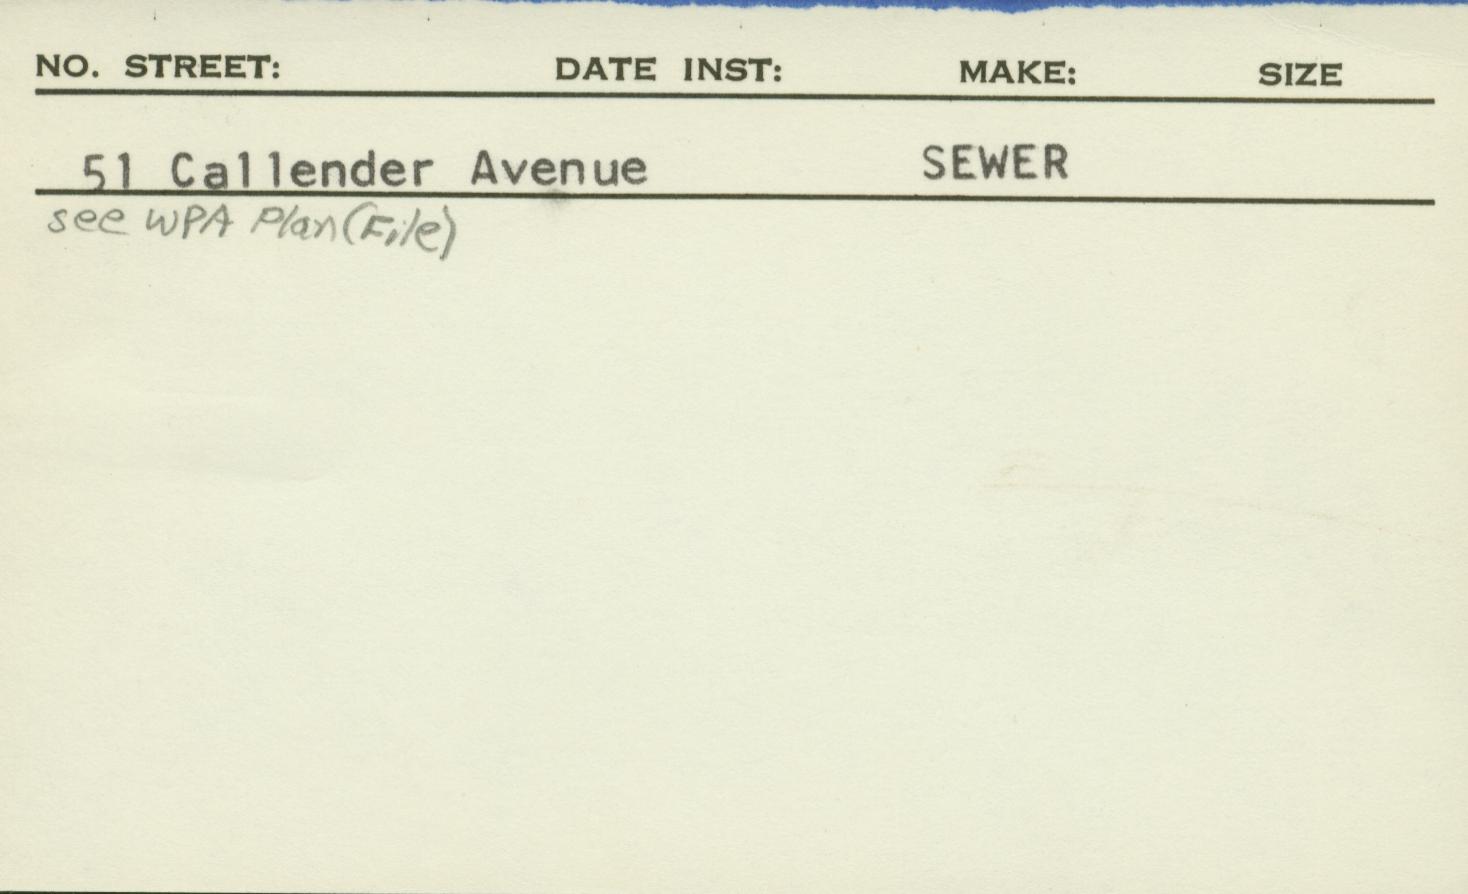 NO. STREET: DATE INST: MAKE: SIZE
51 Callender Avenue SEWER
see WPA Plan (File)